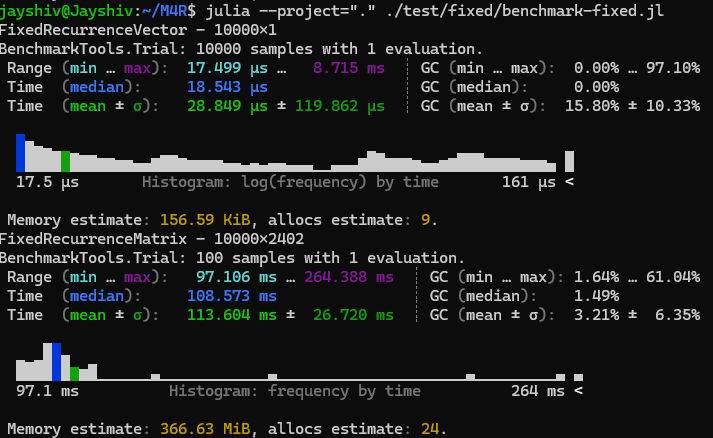 jayshiv@Jayshiv:~/M4R$ julia --project="." ./test/fixed/benchmark-fixed.jl
FixedRecurrenceVector - 10000×1
BenchmarkTools.Trial: 10000 samples with 1 evaluation.
Range (min … max): 17.499 μs … 8.715 ms ┊ GC (min … max): 0.00% … 97.10%
Time (median): 18.543 μs ┊ GC (median): 0.00%
Time (mean ± σ): 28.849 μs ± 119.862 μs ┊ GC (mean ± σ): 15.80% ± 10.33%
17.5 μs Histogram: log(frequency) by time 161 μs <
Memory estimate: 156.59 KiB, allocs estimate: 9.
FixedRecurrenceMatrix - 10000×2402
BenchmarkTools.Trial: 100 samples with 1 evaluation.
Range (min … max): 97.106 ms … 264.388 ms ┊ GC (min … max): 1.64% … 61.04%
Time (median): 108.573 ms ┊ GC (median): 1.49%
Time (mean ± σ): 113.604 ms ± 26.720 ms ┊ GC (mean ± σ): 3.21% ± 6.35%
97.1 ms Histogram: frequency by time 264 ms <
Memory estimate: 366.63 MiB, allocs estimate: 24.